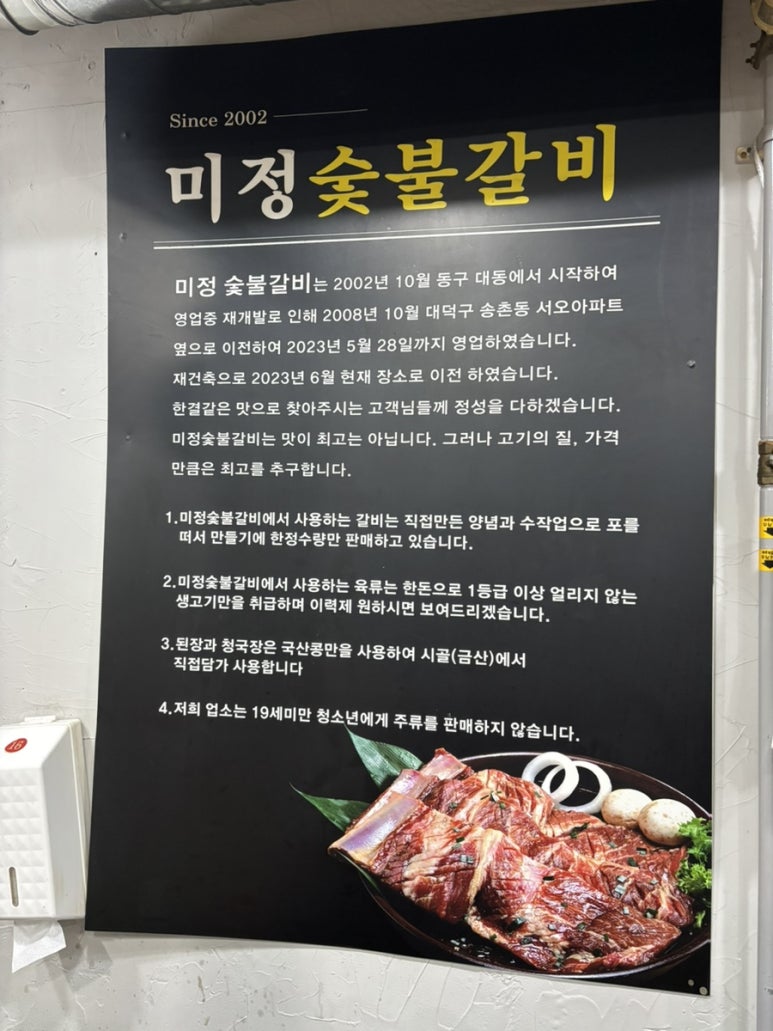 Since 2002
미정숯불갈비
미정 숯불갈비는 2002년 10월 동구 대동에서 시작하여
영업중 재개발로 인해 2008년 10월 대덕구 송촌동 서오아파트
옆으로 이전하여 2023년 5월 28일까지 영업하였습니다.
재건축으로 2023년 6월 현재 장소로 이전 하였습니다.
한결같은 맛으로 찾아주시는 고객님들께 정성을 다하겠습니다.
미정숯불갈비는 맛이 최고는 아닙니다. 그러나 고기의 질, 가격
만큼은 최고를 추구합니다.
1.미정숯불갈비에서 사용하는 갈비는 직접만든 양념과 수작업으로 포를
떠서 만들기에 한정수량만 판매하고 있습니다.
2.미정숯불갈비에서 사용하는 육류는 한돈으로 1등급 이상 얼리지 않는
생고기만을 취급하며 이력제 원하시면 보여드리겠습니다.
3.된장과 청국장은 국산콩만을 사용하여 시골(금산)에서
직접담가 사용합니다
4.저희 업소는 19세미만 청소년에게 주류를 판매하지 않습니다.
16